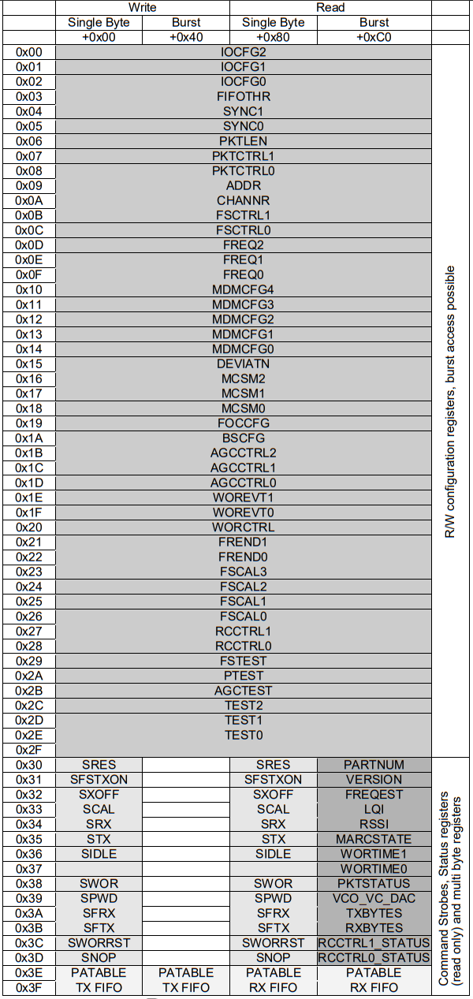 Write Read
Single Byte Burst Single Byte Burst
+0x00 +0x40 +0x80 +0xC0
0x00 IOCFG2
0x01 IOCFG1
0x02 IOCFG0
0x03 FIFOTHR
0x04 SYNC1
0x05 SYNC0
0x06 PKTLEN
0x07 PKTCTRL1
0x08 PKTCTRL0
0x09 ADDR
0x0A CHANNR
0x0B FSCTRL1
0x0C FSCTRL0
0x0D FREQ2
0x0E FREQ1
0x0F FREQ0
0x10 MDMCFG4
0x11 MDMCFG3
0x12 MDMCFG2
0x13 MDMCFG1
0x14 MDMCFG0
0x15 DEVIATN
0x16 MCSM2
0x17 MCSM1
0x18 MCSM0
0x19 FOCCFG
0x1A BSCFG
0x1B AGCCTRL2
0x1C AGCCTRL1
0x1D AGCCTRL0
0x1E WOREVT1
0x1F WOREVT0
0x20 WORCTRL
0x21 FREND1
0x22 FREND0
0x23 FSCAL3
0x24 FSCAL2
0x25 FSCAL1
0x26 FSCAL0
0x27 RCCTRL1
0x28 RCCTRL0
0x29 FSTEST
0x2A PTEST
0x2B AGCTEST
0x2C TEST2
0x2D TEST1
0x2E TEST0
0x2F
R/W configuration registers, burst access possible
0x30 SRES SRES PARTNUM
0x31 SFSTXON SFSTXON VERSION
0x32 SXOFF SXOFF FREQEST
0x33 SCAL SCAL LQI
0x34 SRX SRX RSSI
0x35 STX STX MARCSTATE
0x36 SIDLE SIDLE WORTIME1
0x37 WORTIME0
0x38 SWOR SWOR PKTSTATUS
0x39 SPWD SPWD VCO_VC_DAC
0x3A SFRX SFRX TXBYTES
0x3B SFTX SFTX RXBYTES
0x3C SWORRST SWORRST RCCTRL1_STATUS
0x3D SNOP SNOP RCCTRL0_STATUS
0x3E PATABLE PATABLE PATABLE PATABLE
0x3F TX FIFO TX FIFO RX FIFO RX FIFO
Command Strobes, Status registers
(read only) and multi byte registers